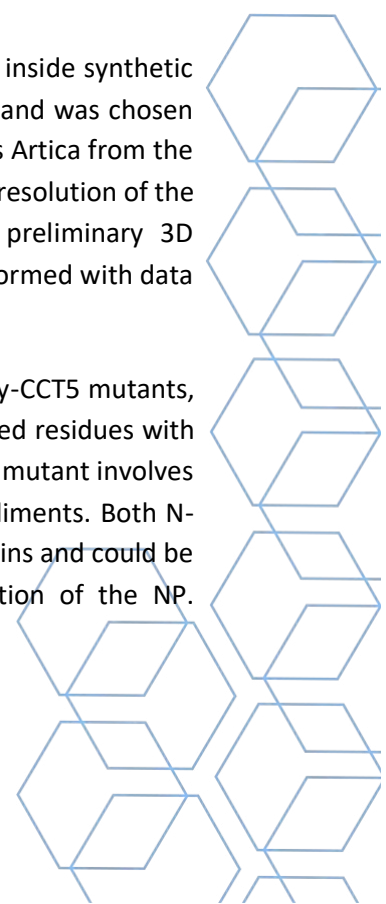 inside synthetic
and was chosen
s Artica from the
resolution of the
preliminary 3D
ormed with data
y-CCT5 mutants,
ed residues with
mutant involves
liments. Both N-
ins and could be
tion of the NP.